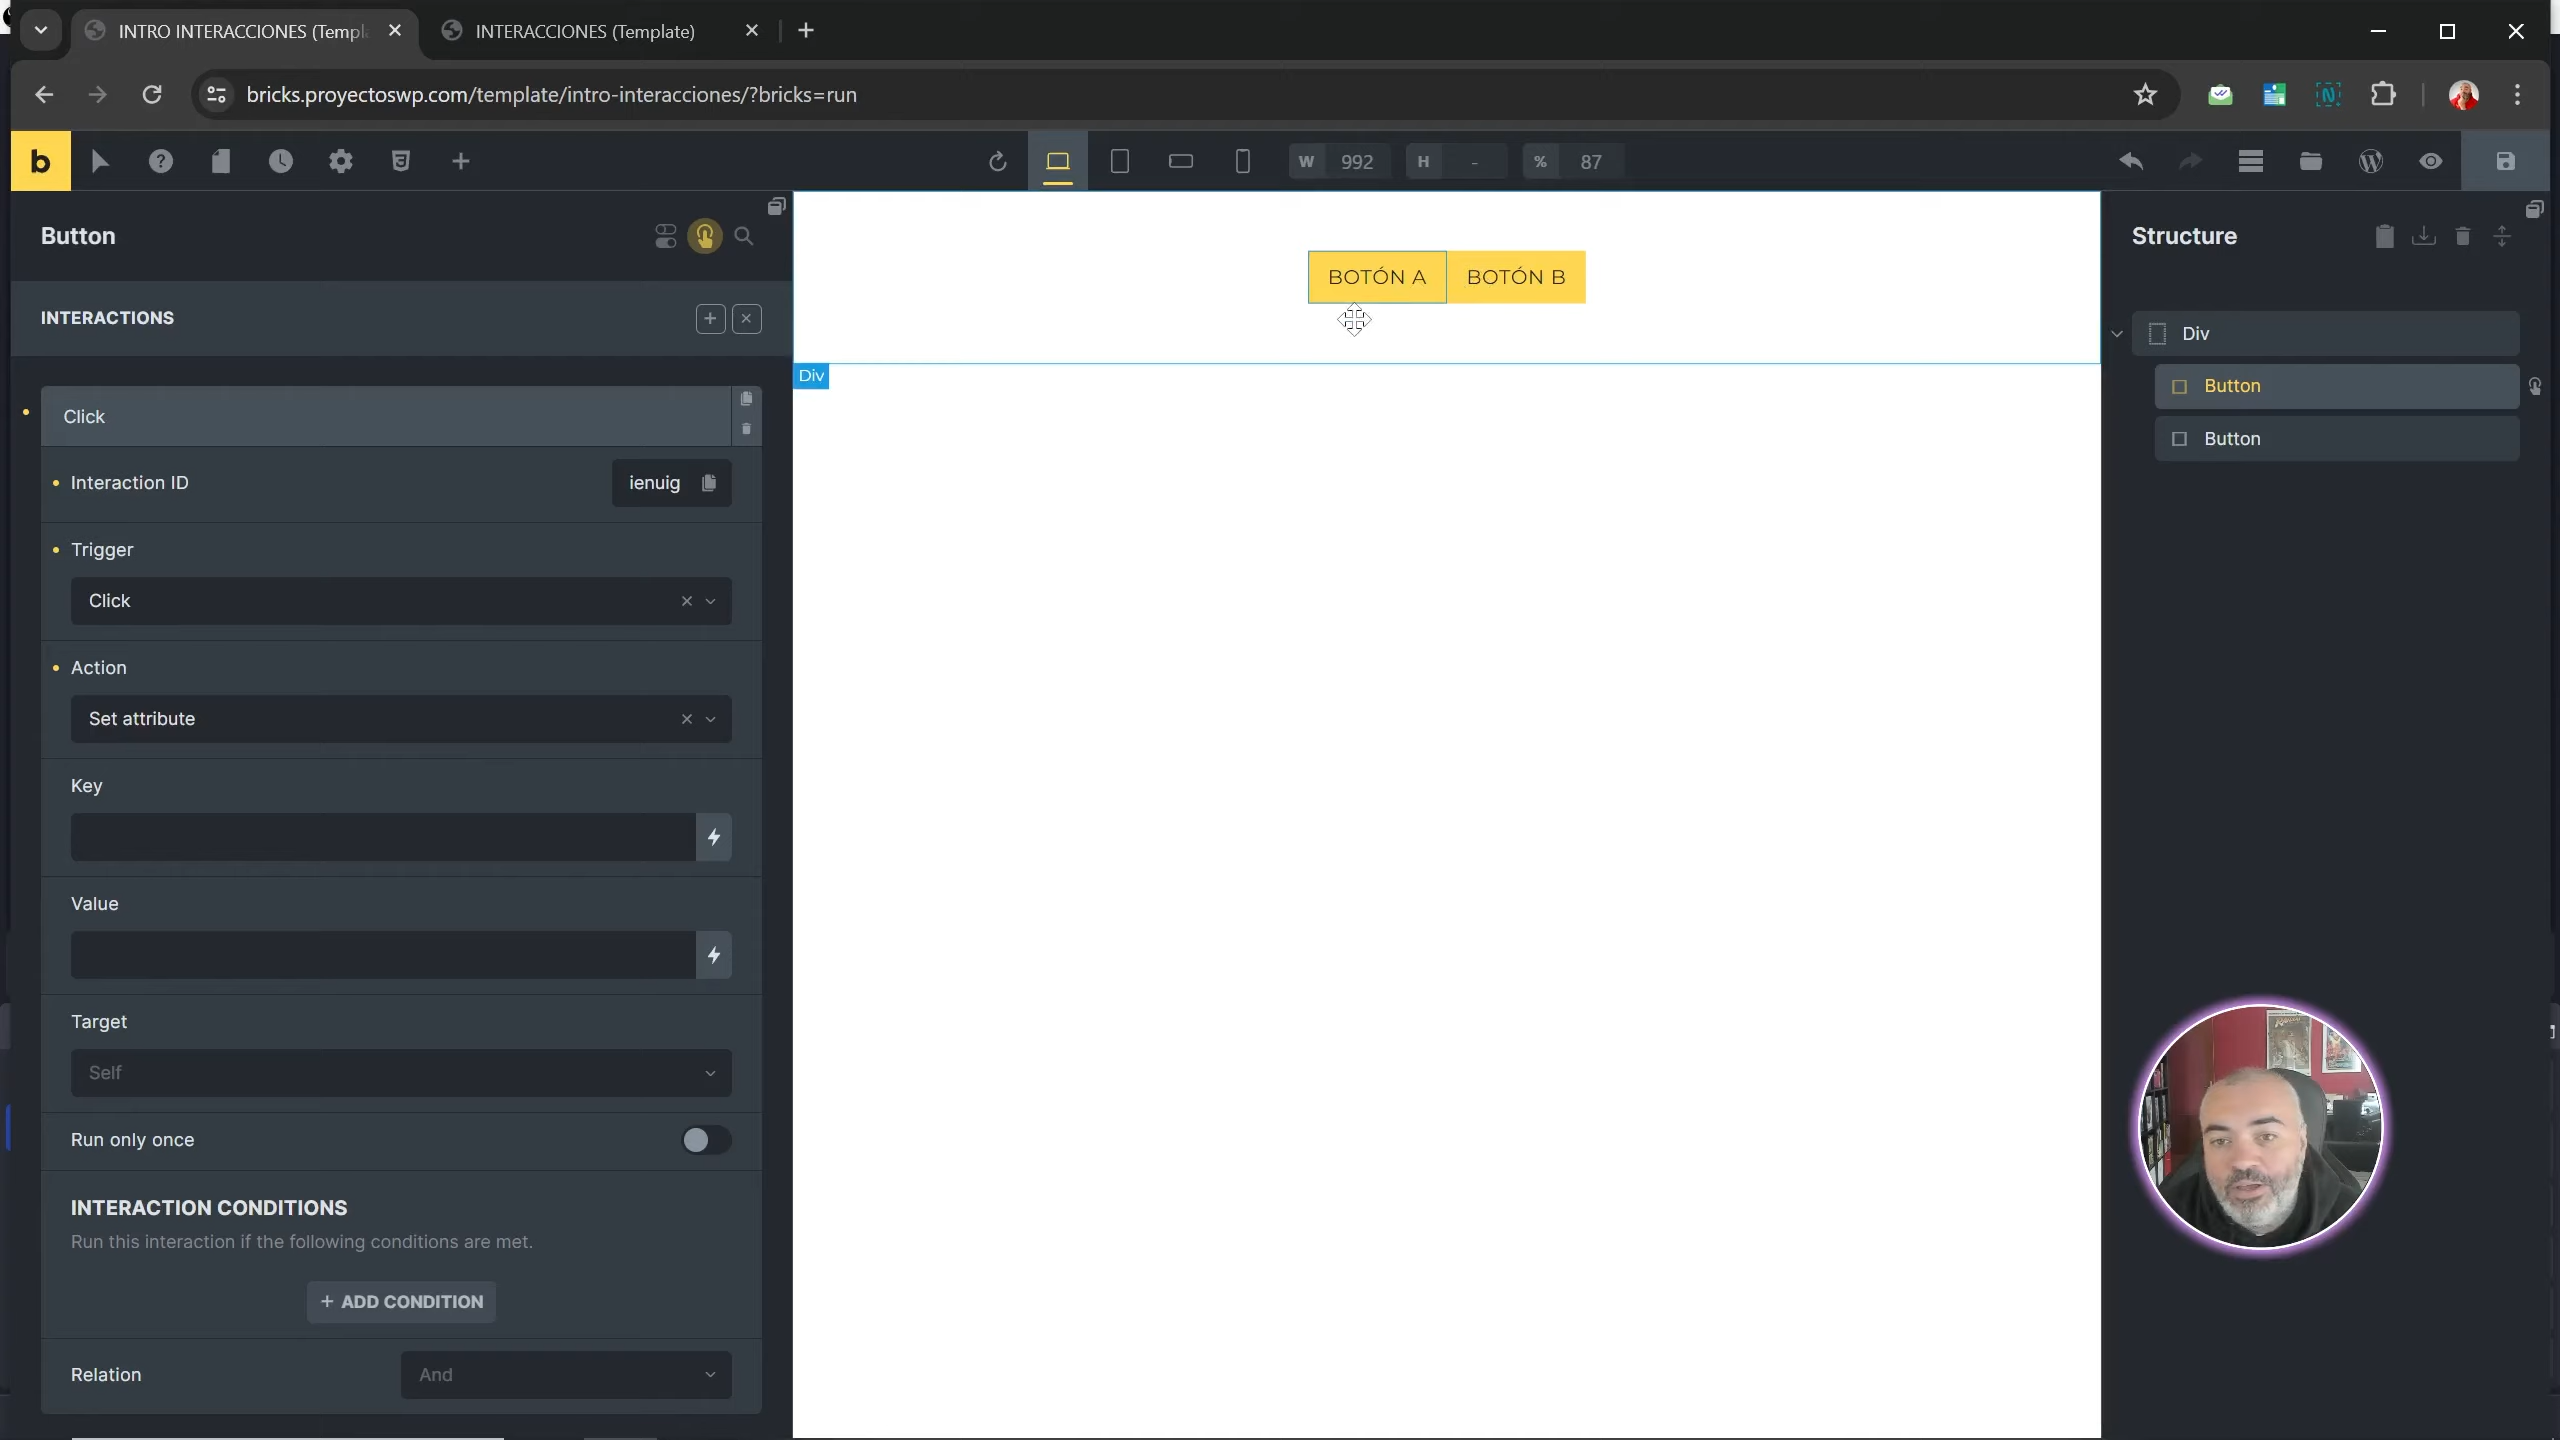 INTRO INTERACCIONES (Templ
INTERACCIONES (Template)
bricks.proyectoswp.com/template/intro-interacciones/?bricks=run
b
W 992 H - % 87
Button
INTERACTIONS
Click
Interaction ID
ienuig
Trigger
Click
Action
Set attribute
Key
Value
Target
Self
Run only once
INTERACTION CONDITIONS
Run this interaction if the following conditions are met.
+ ADD CONDITION
Relation
And
BOTÓN A
BOTÓN B
Div
Structure
Div
Button
Button